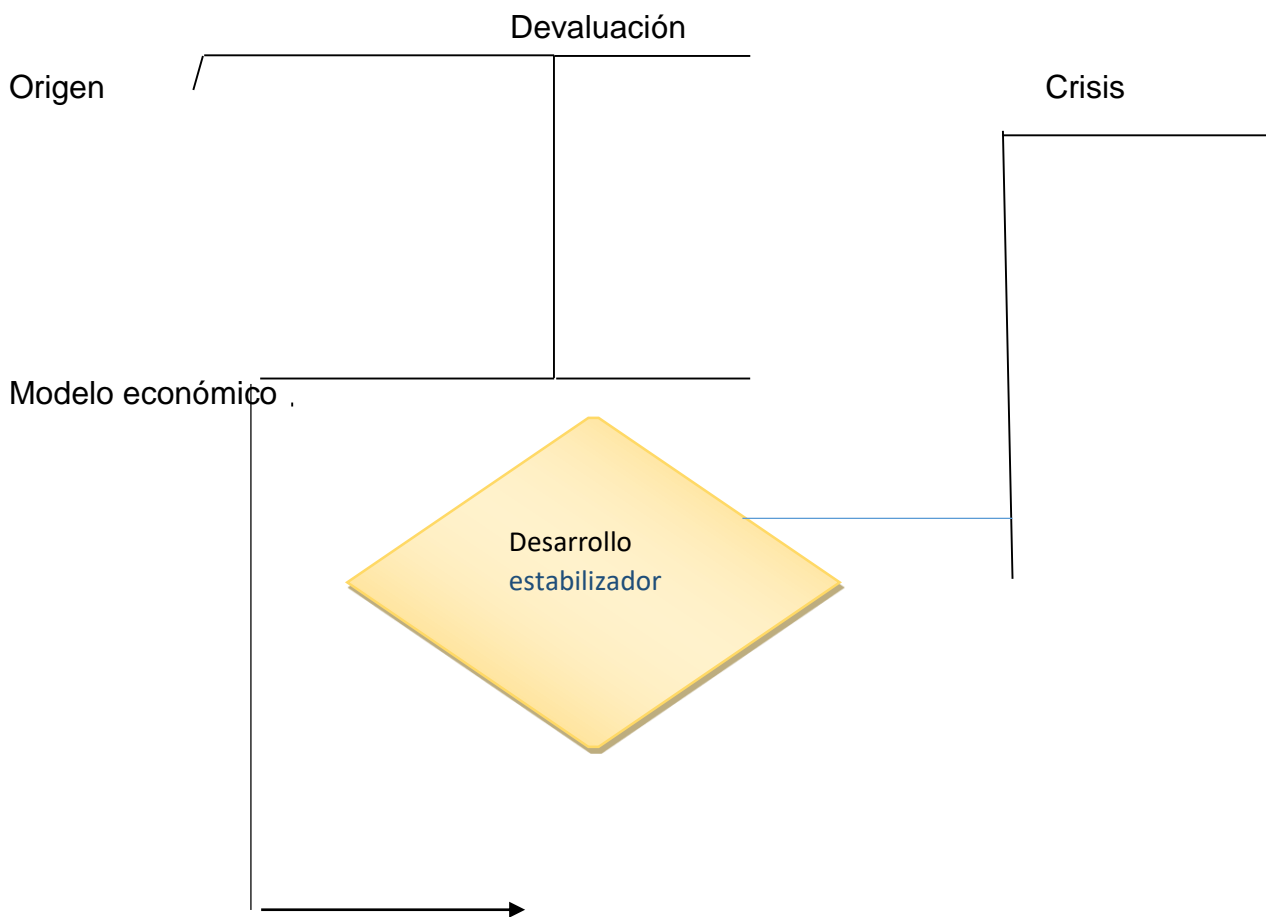 Devaluación
Origen
Crisis
Modelo económico
Desarrollo
estabilizador